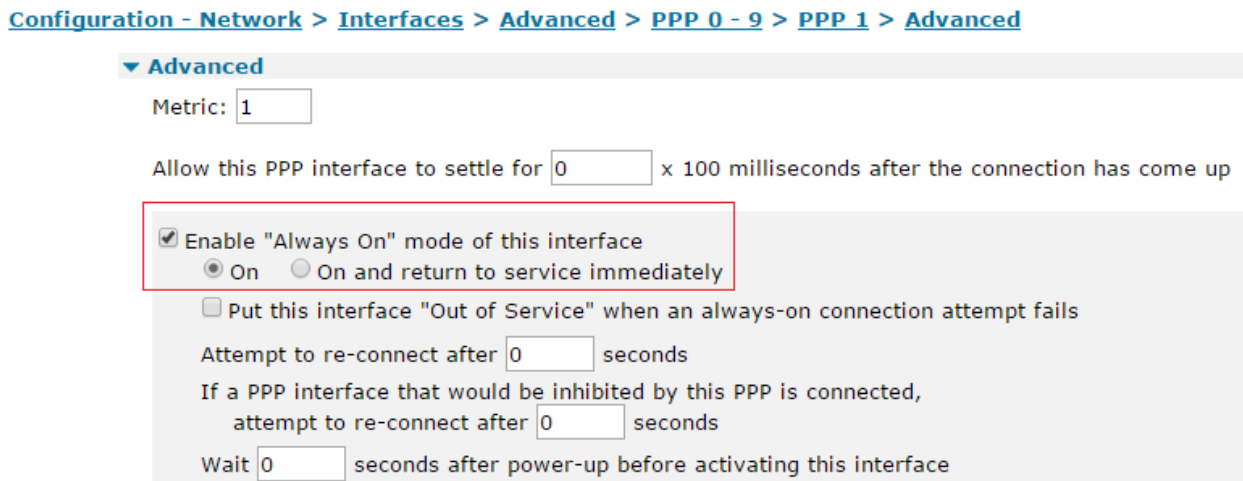 Configuration - Network > Interfaces > Advanced > PPP 0 - 9 > PPP 1 > Advanced
Advanced
Metric: 1
Allow this PPP interface to settle for 0 x 100 milliseconds after the connection has come up
Enable "Always On" mode of this interface
On On and return to service immediately
Put this interface "Out of Service" when an always-on connection attempt fails
Attempt to re-connect after 0 seconds
If a PPP interface that would be inhibited by this PPP is connected,
attempt to re-connect after 0 seconds
Wait 0 seconds after power-up before activating this interface